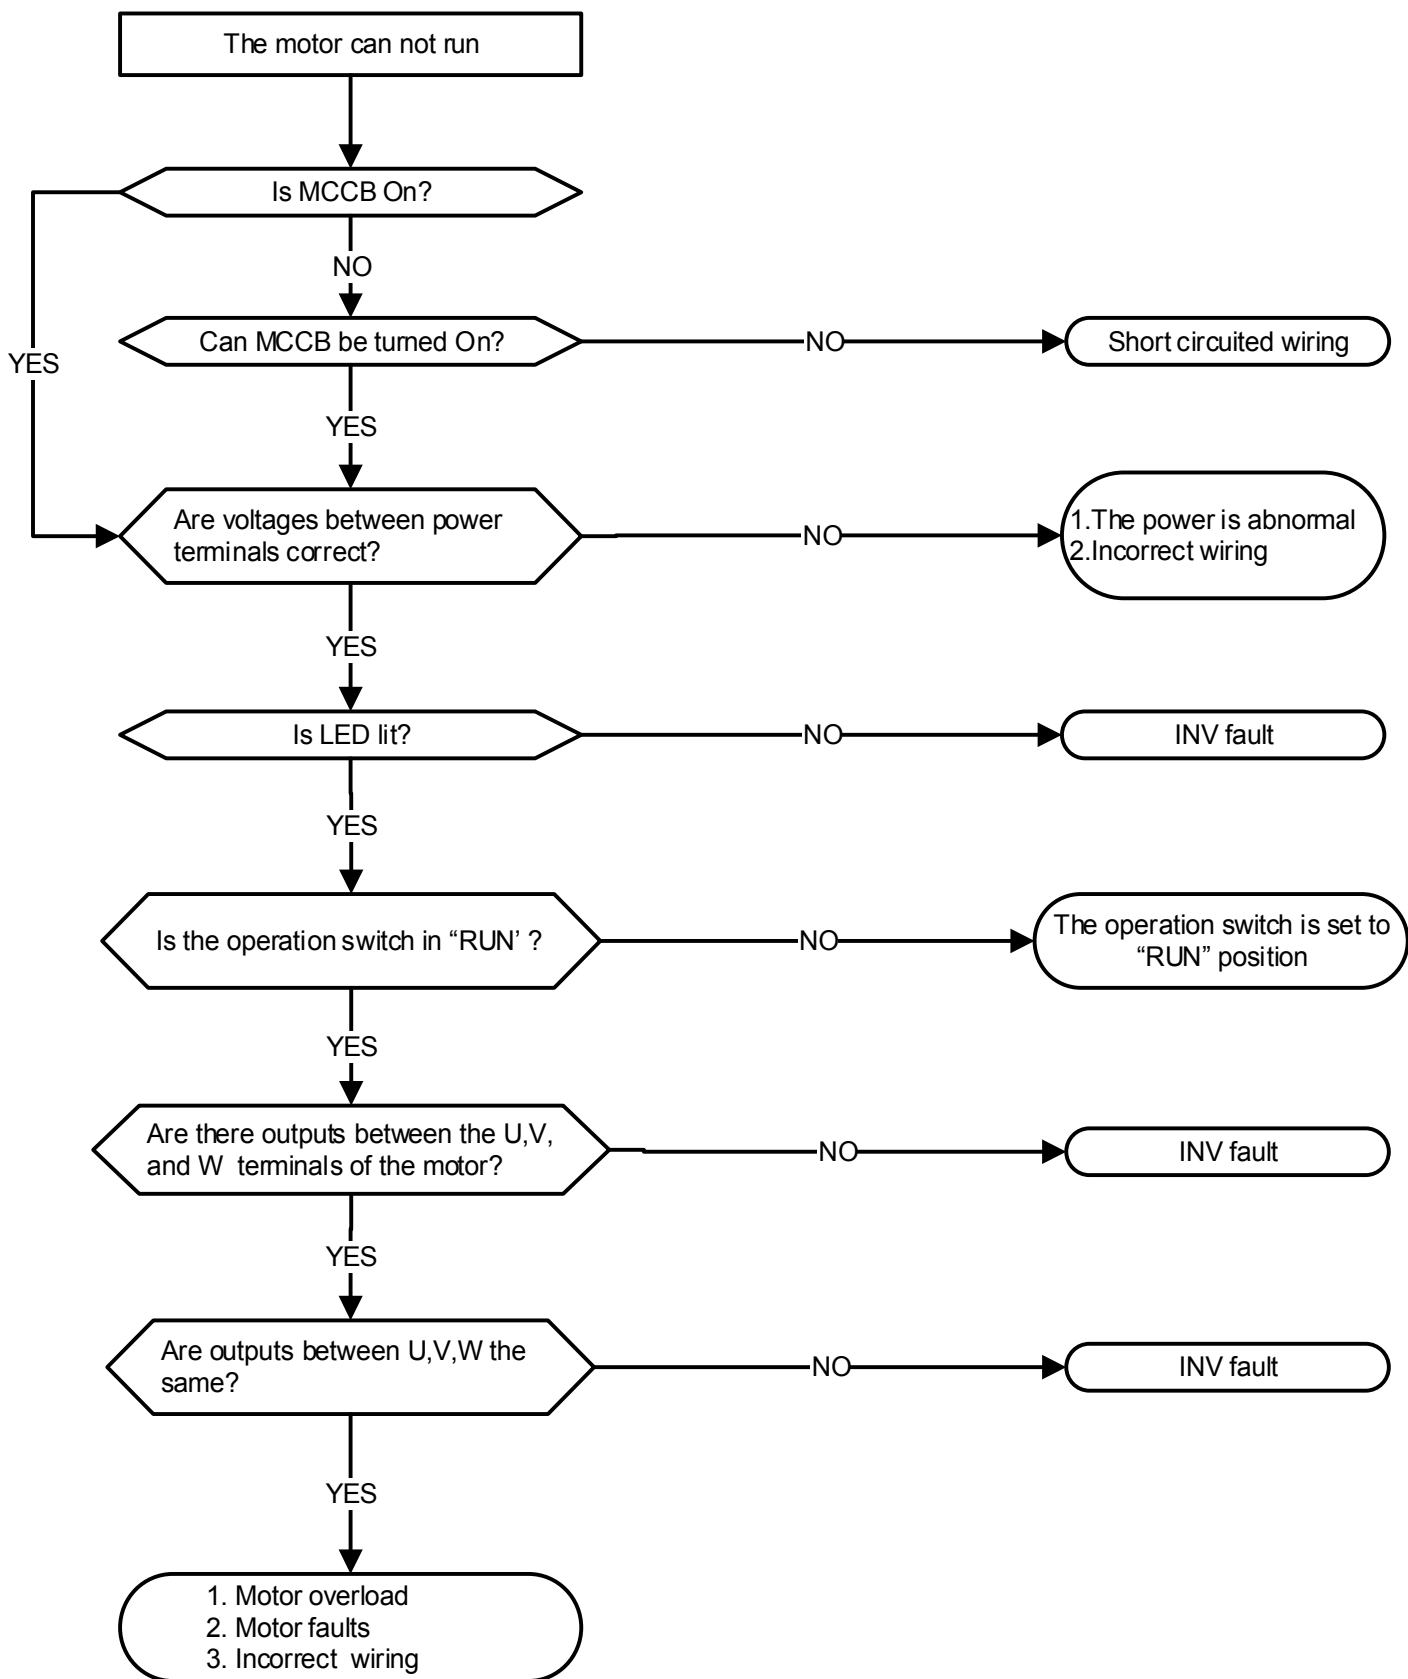 The motor can not run
Is MCCB On?
NO
Can MCCB be turned On?
NO
Short circuited wiring
YES
YES
Are voltages between power
terminals correct?
NO
1.The power is abnormal
2.Incorrect wiring
YES
Is LED lit?
NO
INV fault
YES
Is the operation switch in “RUN’ ?
NO
The operation switch is set to
“RUN” position
YES
Are there outputs between the U,V,
and W terminals of the motor?
NO
INV fault
YES
Are outputs between U,V,W the
same?
NO
INV fault
YES
1. Motor overload
2. Motor faults
3. Incorrect wiring